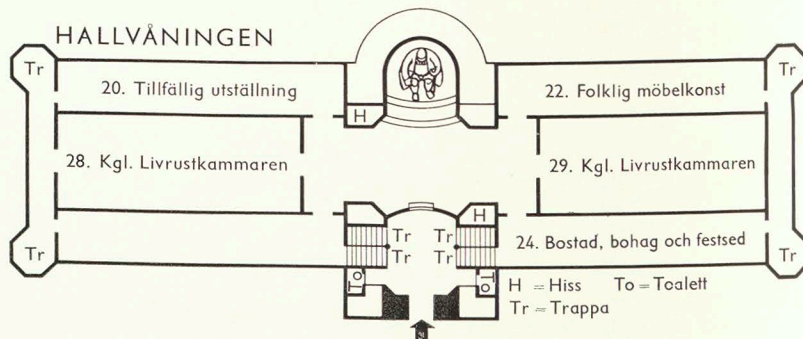 HALLVÅNINGEN
Tr
Tr
20. Tillfällig utställning
22. Folklig möbelkonst
H
28. Kgl. Livrustkammaren
29. Kgl. Livrustkammaren
H
Tr
Tr
24. Bostad, bohag och festsed
Tr
Tr
Tr
Tr
To
To
H = Hiss To = Toalett
Tr = Trappa